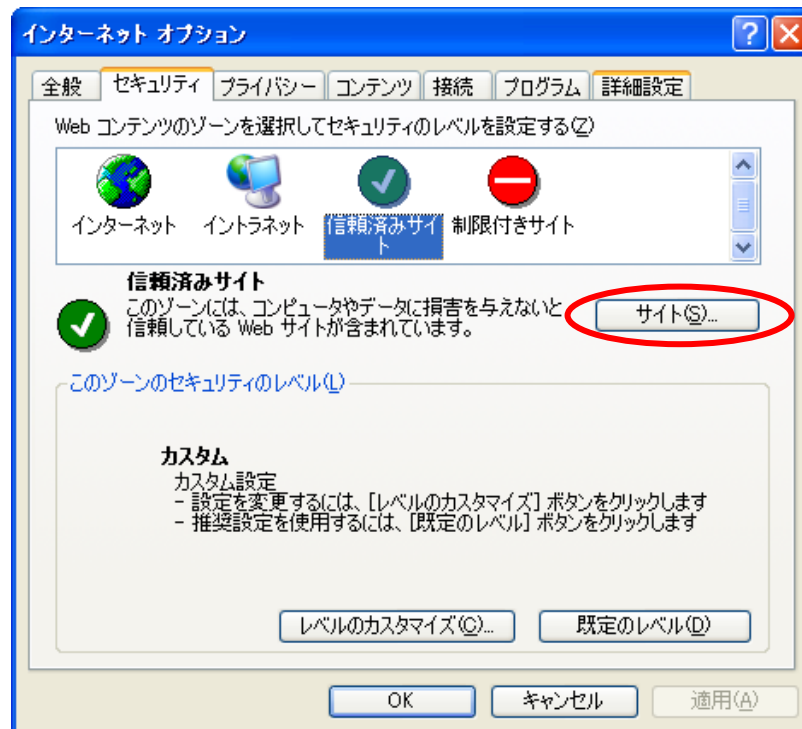 インターネット オプション
全般 セキュリティ プライバシー コンテンツ 接続 プログラム 詳細設定
Web コンテンツのゾーンを選択してセキュリティのレベルを設定する(Z)
インターネット イントラネット 信頼済みサイ 制限付きサイト
ト
信頼済みサイト
このゾーンには、コンピュータやデータに損害を与えないと
信頼している Web サイトが含まれています。
サイト(S)...
このゾーンのセキュリティのレベル(L)
カスタム
カスタム設定
- 設定を変更するには、[レベルのカスタマイズ] ボタンをクリックします
- 推奨設定を使用するには、[既定のレベル] ボタンをクリックします
レベルのカスタマイズ(C)... 既定のレベル(D)
OK キャンセル 適用(A)